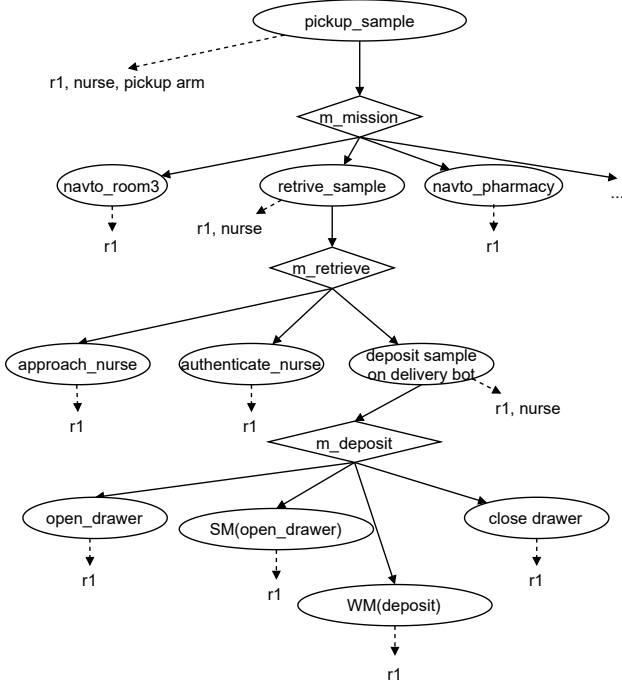 pickup_sample
r1, nurse, pickup arm
m_mission
navto_room3
retrive_sample
navto_pharmacy
...
r1
r1, nurse
r1
m_retrieve
approach_nurse
authenticate_nurse
deposit sample
on delivery bot
r1
r1
r1, nurse
m_deposit
open_drawer
SM(open_drawer)
close drawer
r1
r1
r1
WM(deposit)
r1